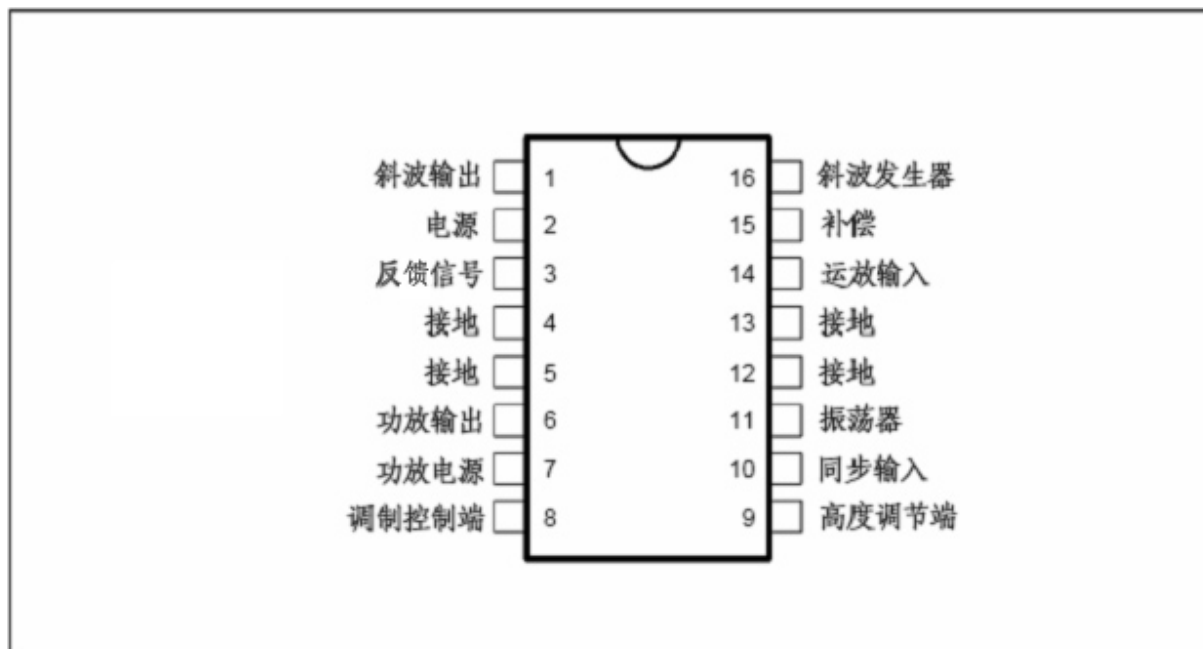 斜波输出 1 16 斜波发生器
电源 2 15 补偿
反馈信号 3 14 运放输入
接地 4 13 接地
接地 5 12 接地
功放输出 6 11 振荡器
功放电源 7 10 同步输入
调制控制端 8 9 高度调节端